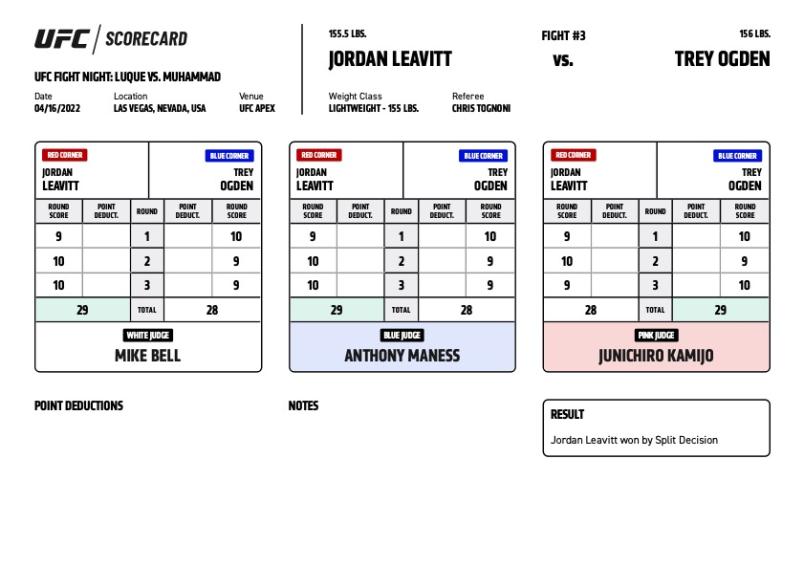 UFC / SCORECARD
UFC FIGHT NIGHT: LUQUE VS. MUHAMMAD
Date Location Venue
04/16/2022 LAS VEGAS, NEVADA, USA UFC APEX
155.5 LBS. FIGHT #3 156 LBS.
JORDAN LEAVITT VS. TREY OGDEN
Weight Class Referee
LIGHTWEIGHT - 155 LBS. CHRIS TOGNONI
RED CORNER BLUE CORNER
JORDAN TREY
LEAVITT OGDEN
ROUND POINT ROUND POINT ROUND
SCORE DEDUCT. DEDUCT. SCORE
9 1 10
10 2 9
10 3 9
29 TOTAL 28
WHITE JUDGE
MIKE BELL
RED CORNER BLUE CORNER
JORDAN TREY
LEAVITT OGDEN
ROUND POINT ROUND POINT ROUND
SCORE DEDUCT. DEDUCT. SCORE
9 1 10
10 2 9
10 3 9
29 TOTAL 28
BLUE JUDGE
ANTHONY MANESS
RED CORNER BLUE CORNER
JORDAN TREY
LEAVITT OGDEN
ROUND POINT ROUND POINT ROUND
SCORE DEDUCT. DEDUCT. SCORE
9 1 10
10 2 9
9 3 10
28 TOTAL 29
PINK JUDGE
JUNICHIRO KAMIJO
POINT DEDUCTIONS
NOTES
RESULT
Jordan Leavitt won by Split Decision